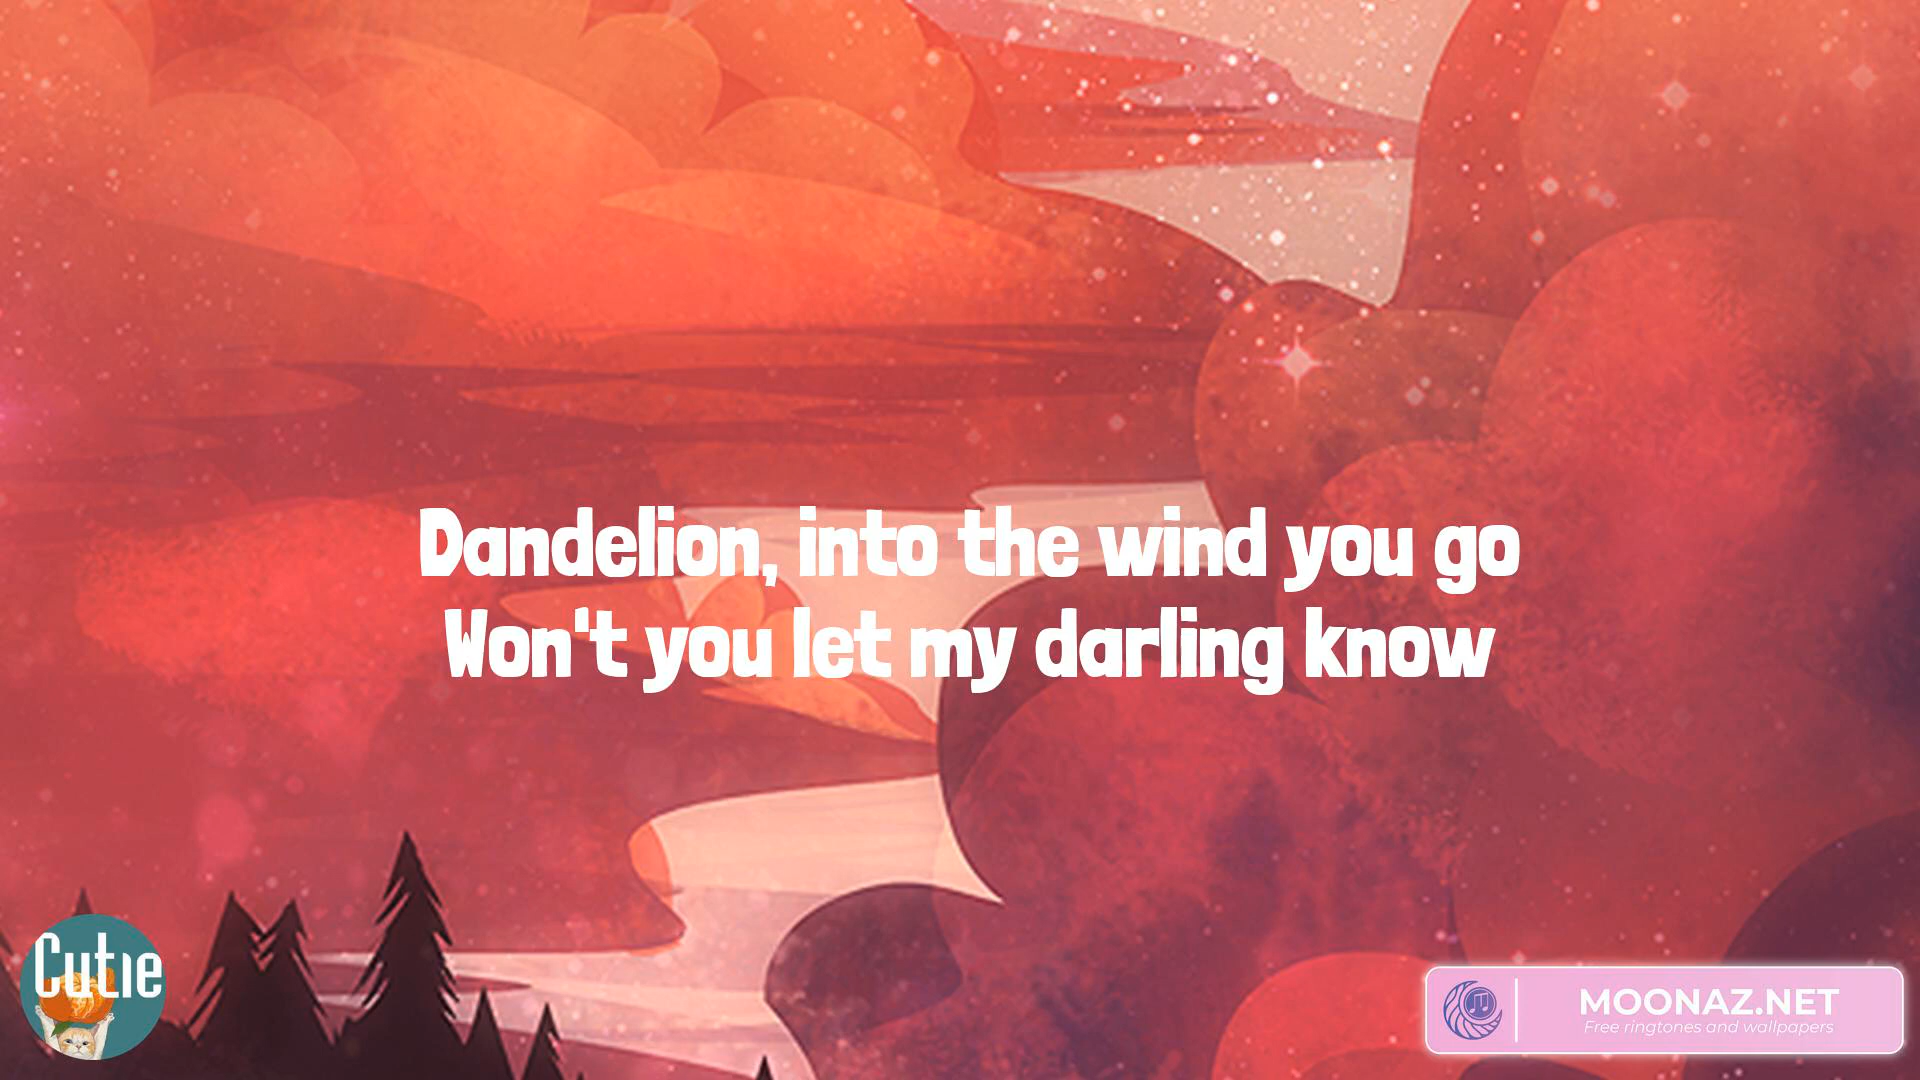 Dandelion, into the wind you go
Won't you let my darling know
Cutie
MOONAZ.NET
Free ringtones and wallpapers